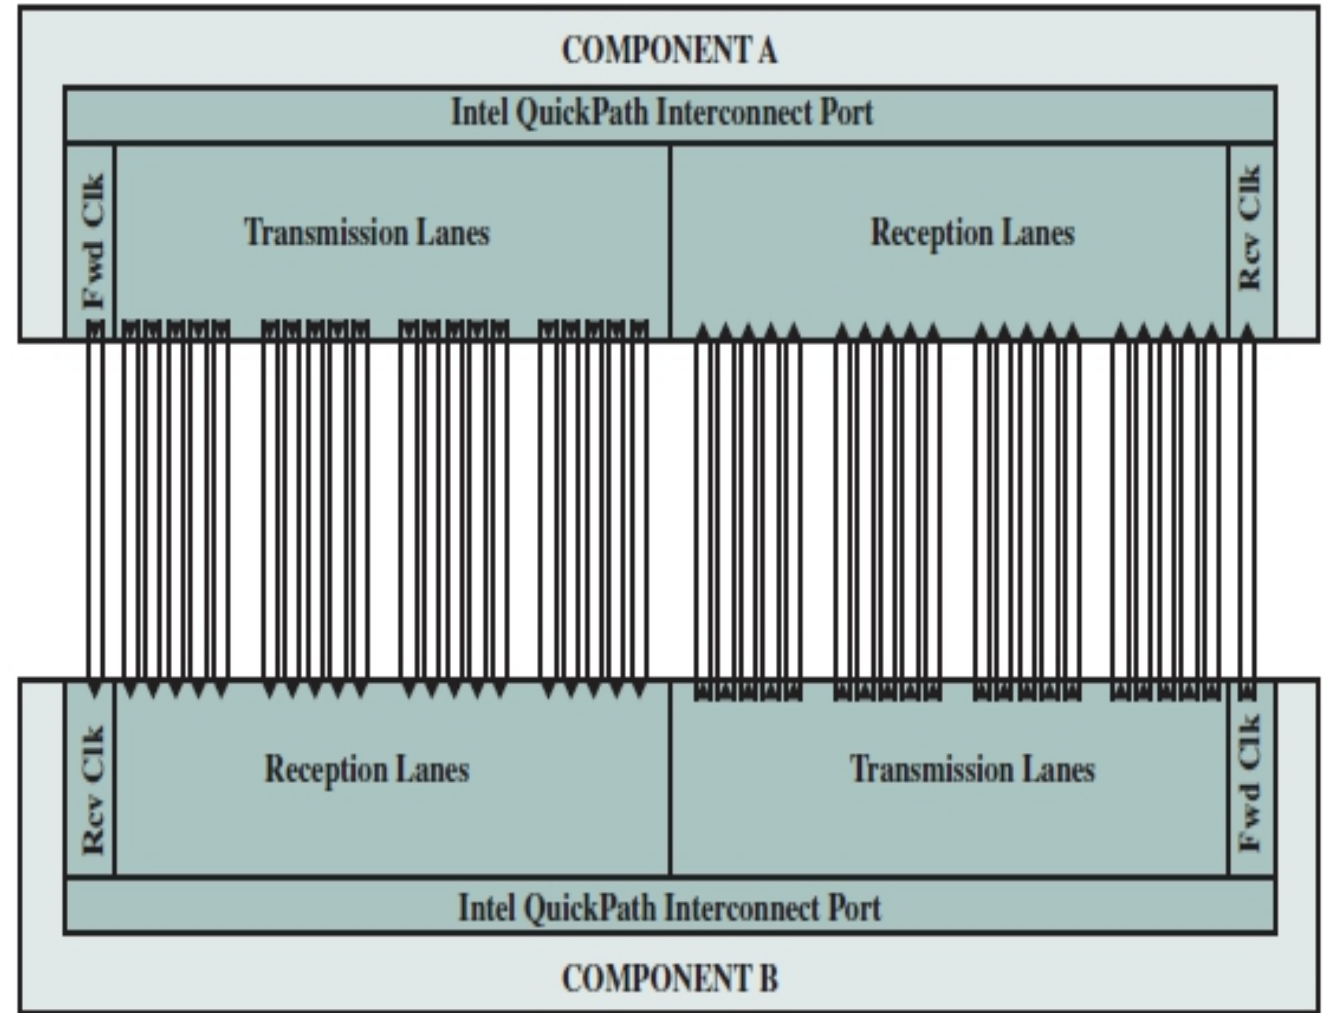 COMPONENT A
Intel QuickPath Interconnect Port
Fwd Clk
Transmission Lanes
Reception Lanes
Rcv Clk
Rcv Clk
Reception Lanes
Transmission Lanes
Fwd Clk
Intel QuickPath Interconnect Port
COMPONENT B